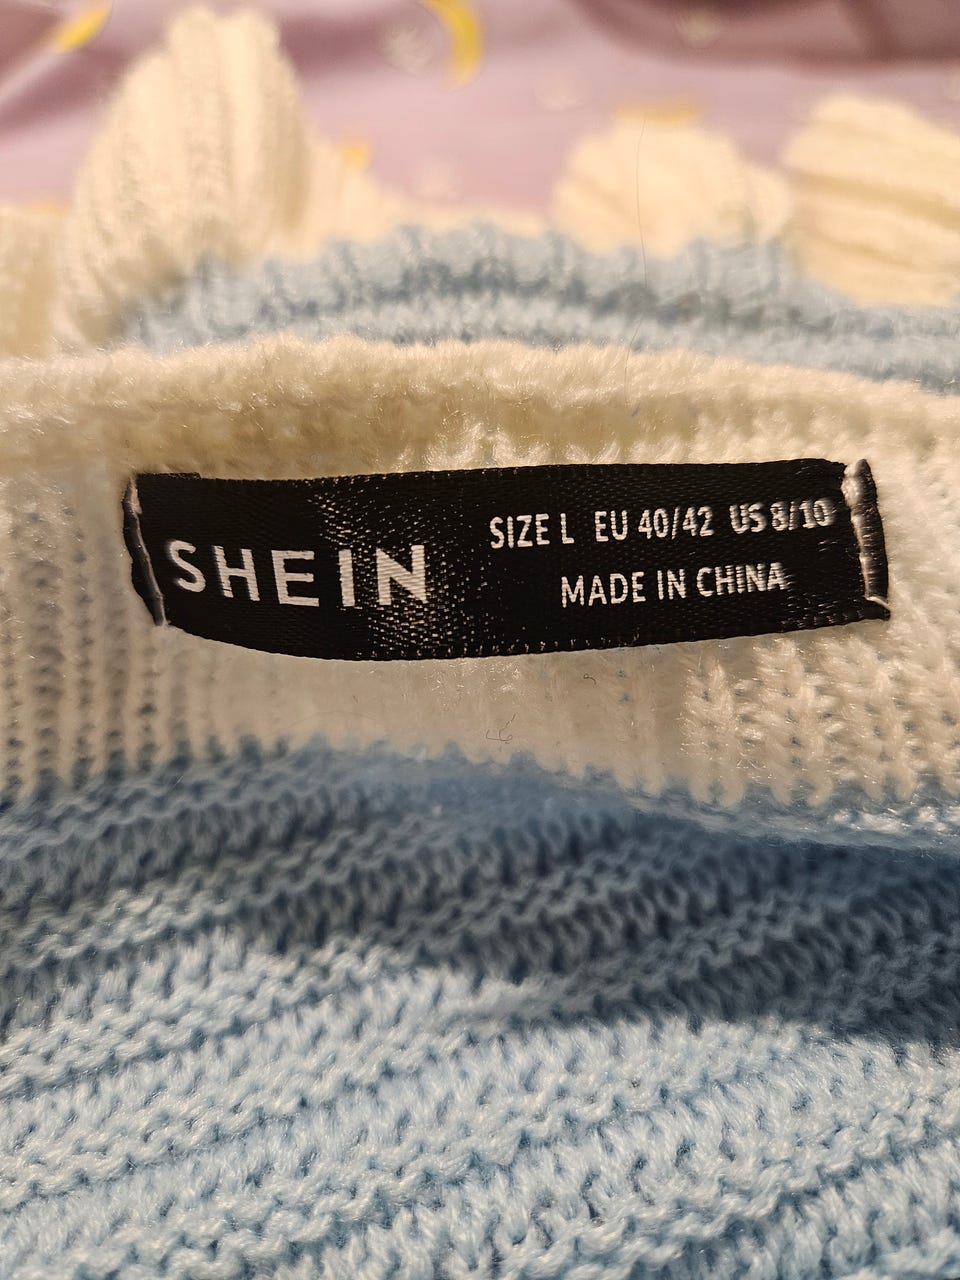 SHEIN
SIZE L EU 40/42 US 8/10
MADE IN CHINA